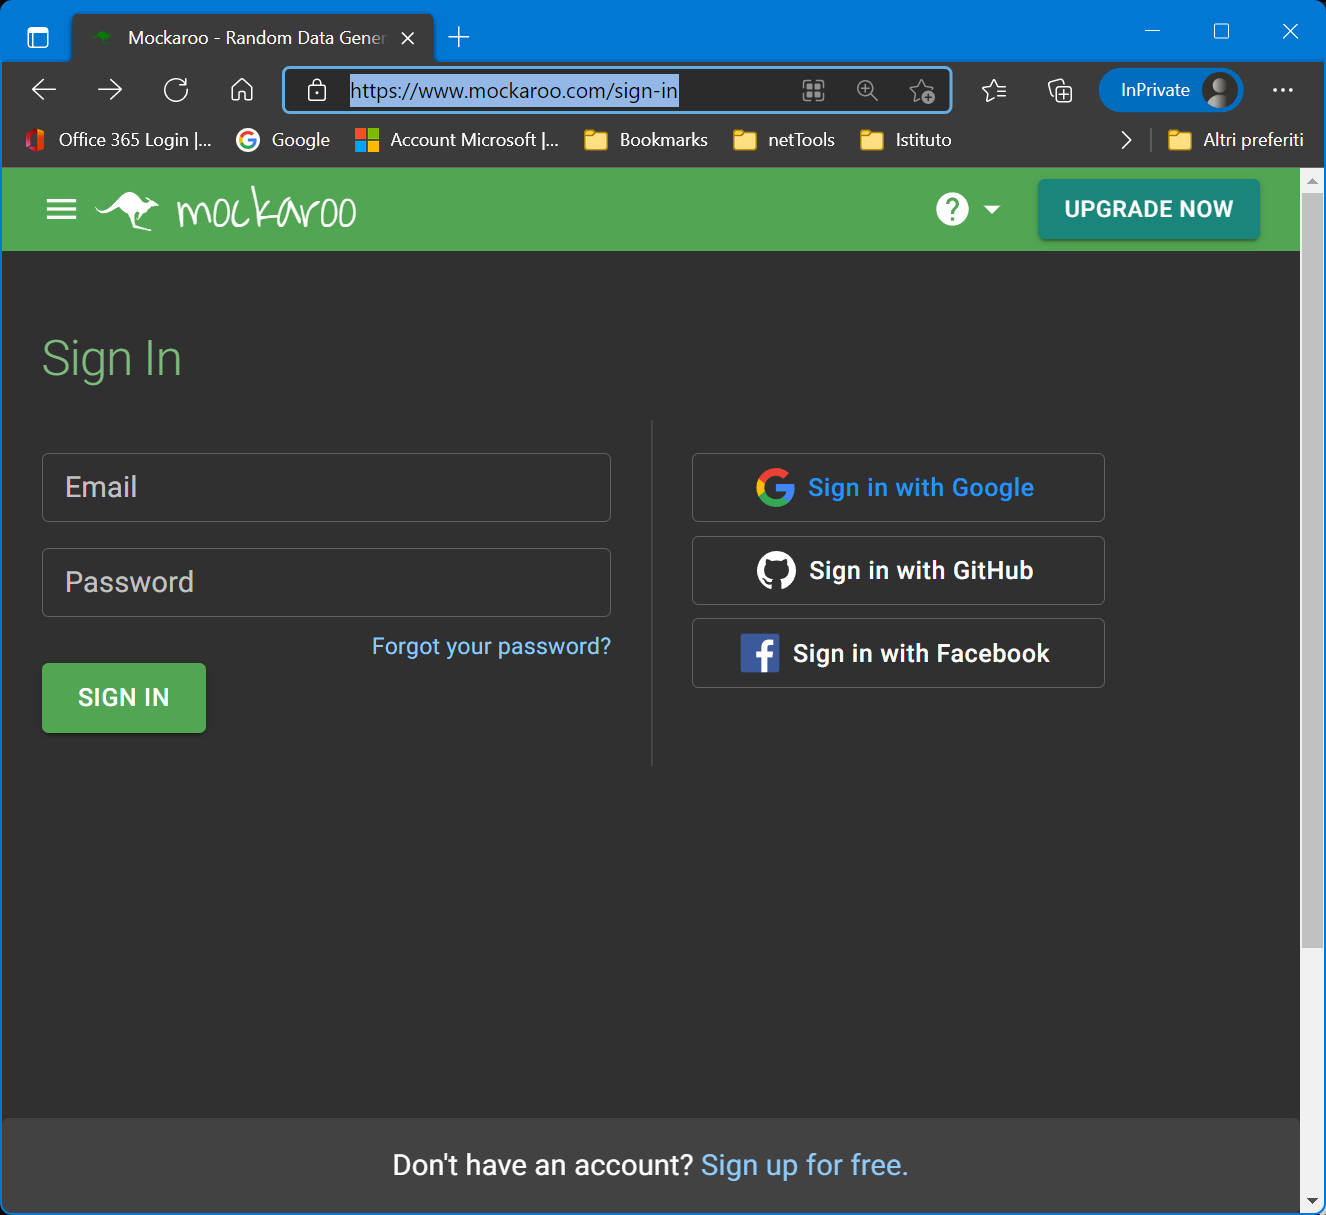 Mockaroo - Random Data Gener
https://www.mockaroo.com/sign-in
InPrivate
Office 365 Login |...
Google
Account Microsoft |...
Bookmarks
netTools
Istituto
Altri preferiti
mockaroo
UPGRADE NOW
Sign In
Email
Password
Forgot your password?
SIGN IN
Sign in with Google
Sign in with GitHub
Sign in with Facebook
Don't have an account? Sign up for free.